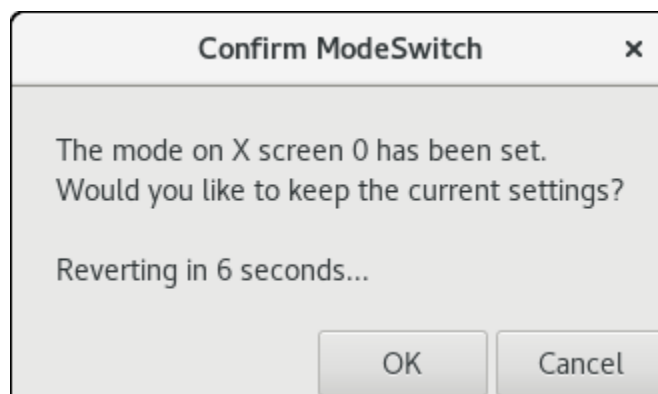 Confirm ModeSwitch ×
The mode on X screen 0 has been set.
Would you like to keep the current settings?
Reverting in 6 seconds...
OK Cancel